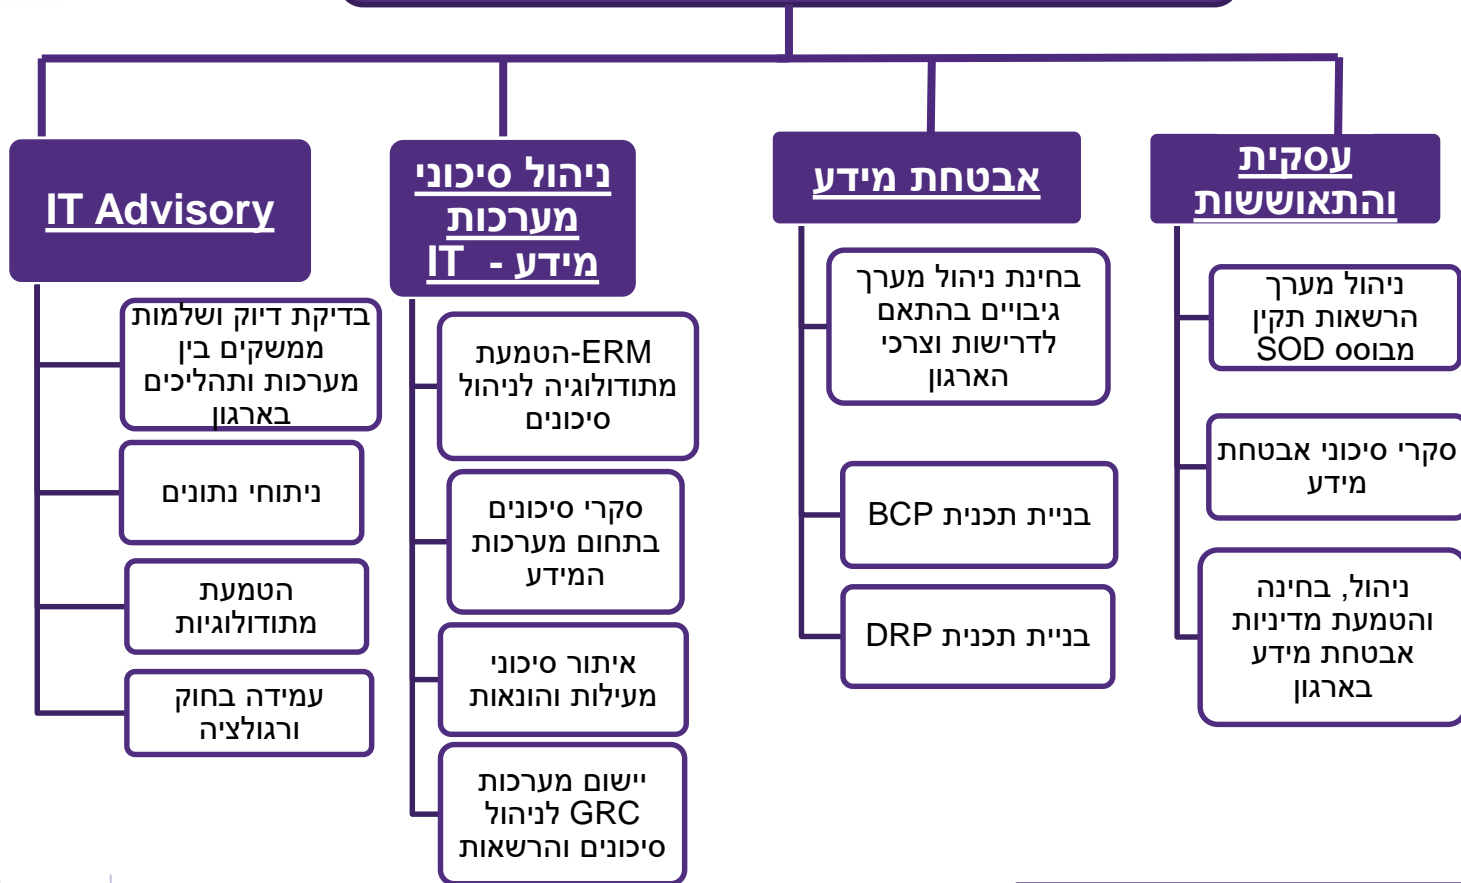 עסקית
והתאוששות
ניהול מערך
הרשאות תקין
מבוסס SOD
סקרי סיכוני אבטחת
מידע
ניהול, בחינה
והטמעת מדיניות
אבטחת מידע
בארגון
אבטחת מידע
בחינת ניהול מערך
גיבויים בהתאם
לדרישות וצרכי
הארגון
בניית תכנית BCP
בניית תכנית DRP
ניהול סיכוני
מערכות
מידע - IT
ERM-הטמעת
מתודולוגיה לניהול
סיכונים
סקרי סיכונים
בתחום מערכות
המידע
איתור סיכוני
מעילות והונאות
יישום מערכות
GRC לניהול
סיכונים והרשאות
IT Advisory
בדיקת דיוק ושלמות
ממשקים בין
מערכות ותהליכים
בארגון
ניתוחי נתונים
הטמעת
מתודולוגיות
עמידה בחוק
ורגולציה